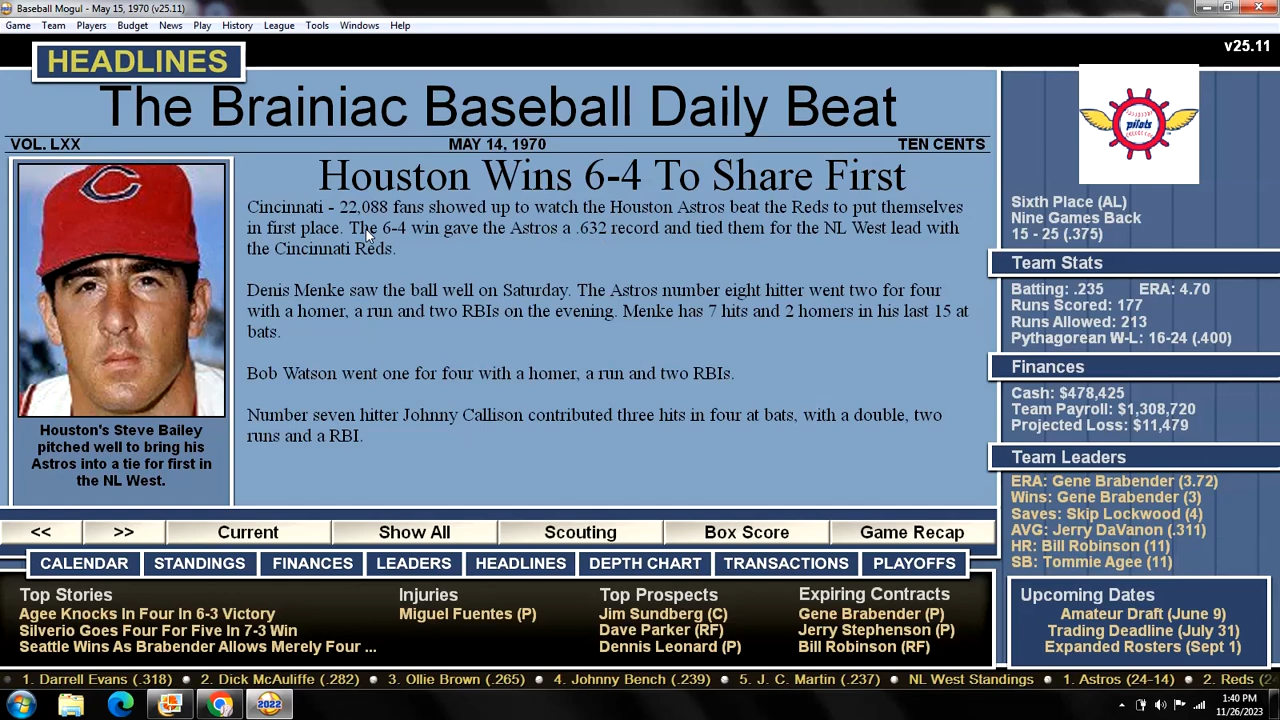 Baseball Mogul - May 15, 1970 (v25.11)
Game Team Players Budget News Play History League Tools Windows Help
HEADLINES
v25.11
The Brainiac Baseball Daily Beat
VOL. LXX MAY 14, 1970 TEN CENTS
Houston Wins 6-4 To Share First
Cincinnati - 22,088 fans showed up to watch the Houston Astros beat the Reds to put themselves
in first place. The 6-4 win gave the Astros a .632 record and tied them for the NL West lead with
the Cincinnati Reds.
Denis Menke saw the ball well on Saturday. The Astros number eight hitter went two for four
with a homer, a run and two RBIs on the evening. Menke has 7 hits and 2 homers in his last 15 at
bats.
Bob Watson went one for four with a homer, a run and two RBIs.
Number seven hitter Johnny Callison contributed three hits in four at bats, with a double, two
runs and a RBI.
Houston's Steve Bailey
pitched well to bring his
Astros into a tie for first in
the NL West.
pilots
Sixth Place (AL)
Nine Games Back
15 - 25 (.375)
Team Stats
Batting: .235 ERA: 4.70
Runs Scored: 177
Runs Allowed: 213
Pythagorean W-L: 16-24 (.400)
Finances
Cash: $478,425
Team Payroll: $1,308,720
Projected Loss: $11,479
Team Leaders
ERA: Gene Brabender (3.72)
Wins: Gene Brabender (3)
Saves: Skip Lockwood (4)
AVG: Jerry DaVanon (.311)
HR: Bill Robinson (11)
SB: Tommie Agee (11)
<< >> Current Show All Scouting Box Score Game Recap
CALENDAR STANDINGS FINANCES LEADERS HEADLINES DEPTH CHART TRANSACTIONS PLAYOFFS
Top Stories
Agee Knocks In Four In 6-3 Victory
Silverio Goes Four For Five In 7-3 Win
Seattle Wins As Brabender Allows Merely Four ...
Injuries
Miguel Fuentes (P)
Top Prospects
Jim Sundberg (C)
Dave Parker (RF)
Dennis Leonard (P)
Expiring Contracts
Gene Brabender (P)
Jerry Stephenson (P)
Bill Robinson (RF)
Upcoming Dates
Amateur Draft (June 9)
Trading Deadline (July 31)
Expanded Rosters (Sept 1)
1. Darrell Evans (.318) 2. Dick McAuliffe (.282) 3. Ollie Brown (.265) 4. Johnny Bench (.239) 5. J. C. Martin (.237) NL West Standings 1. Astros (24-14) 2. Reds (24
2022
1:40 PM
11/26/2023